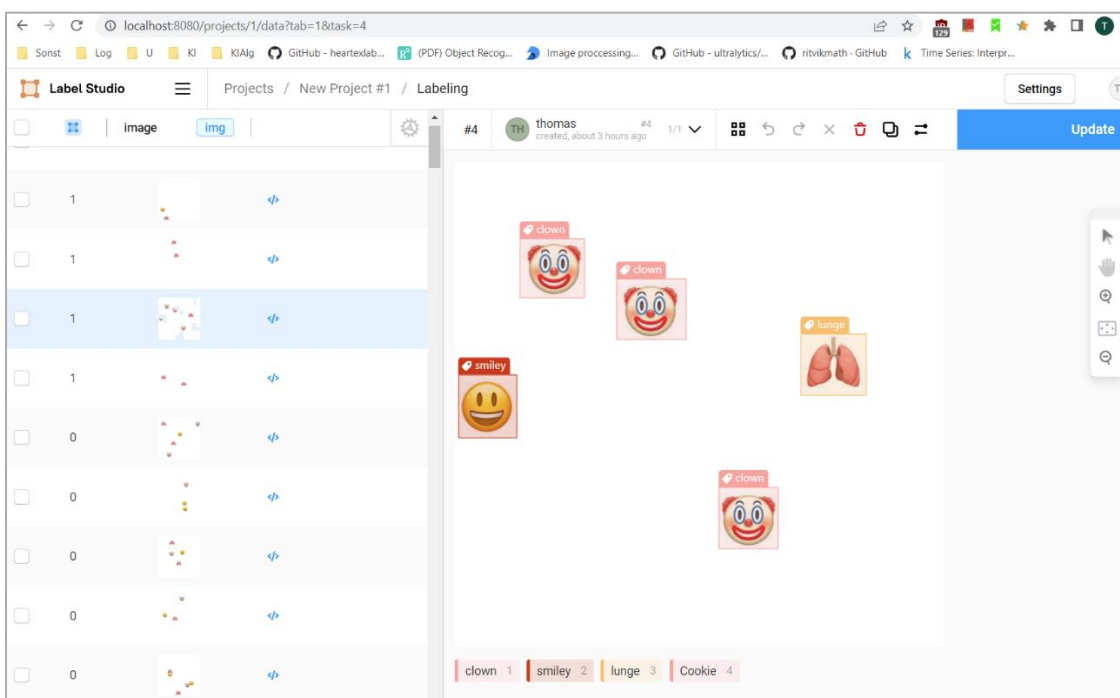 localhost:8080/projects/1/data?tab=1&task=4
129
T
Sonst Log U KI KIAlg GitHub - heartexlab... (PDF) Object Recog... Image proccessing... GitHub - ultralytics/... ritvikmath · GitHub Time Series: Interpr...
Label Studio Projects / New Project #1 / Labeling Settings T
image img #4 TH thomas #4 1/1 Update
created, about 3 hours ago
1
1
1
1
0
0
0
0
0
clown
clown
lunge
smiley
clown
clown 1 smiley 2 lunge 3 Cookie 4